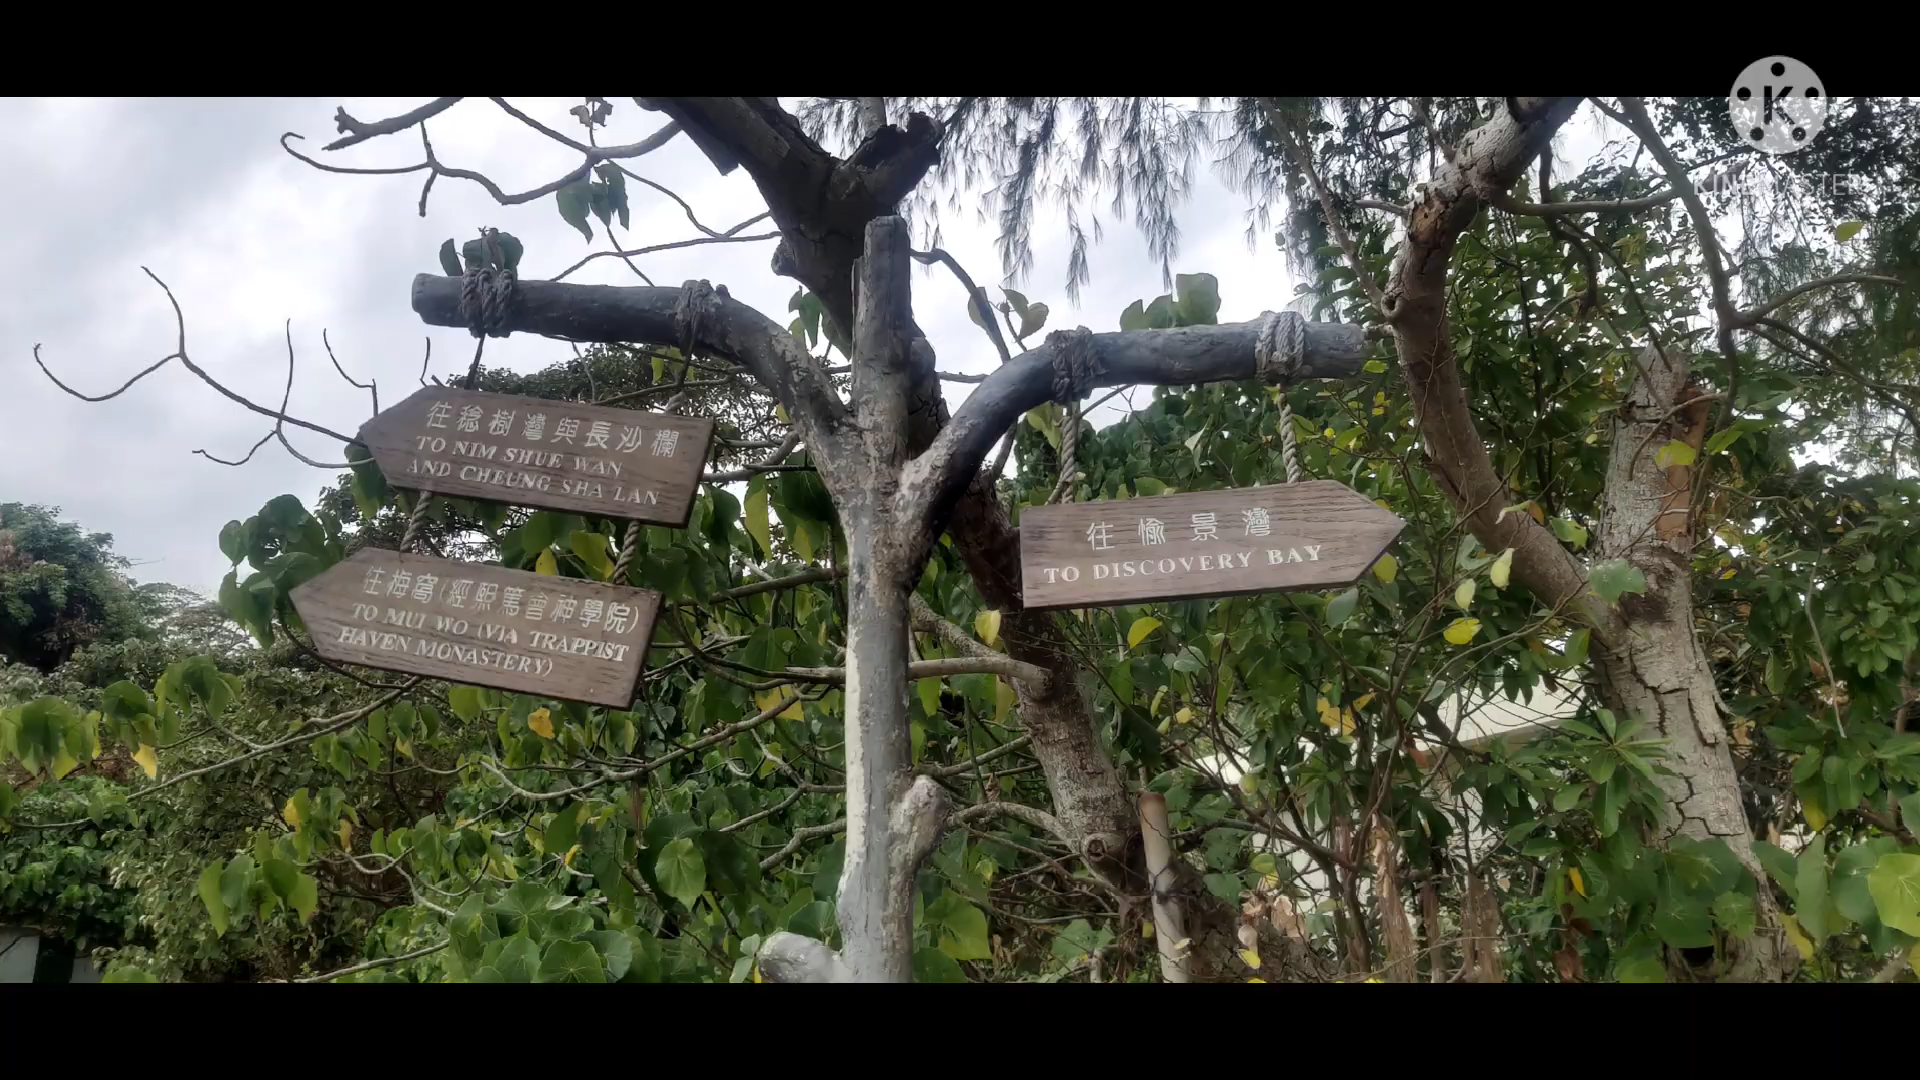 往稔樹灣與長沙欄
TO NIM SHUE WAN
AND CHEUNG SHA LAN
往梅窩(經熙篤會神學院)
TO MUI WO (VIA TRAPPIST
HAVEN MONASTERY)
往愉景灣
TO DISCOVERY BAY
K
KINEMASTER